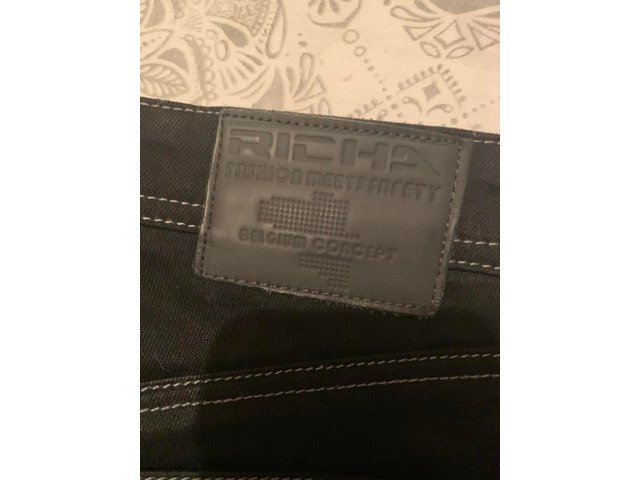 RICHA
FASHION MEETS SAFETY
BELGIUM CONCEPT